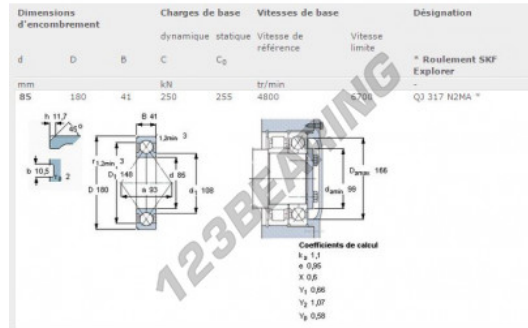 Dimensions d'encombrement Charges de base Vitesses de base Désignation
dynamique statique Vitesse de référence Vitesse limite
d D B C C0 * Roulement SKF Explorer
mm kN tr/min -
85 180 41 250 255 4800 6700 QJ 317 N2MA *
h 11,7
45°
b 10,5
2
B 41
1,2min 3
r1,2min 3
D1 148 d 85
D 180 a 93 d1 108
Damax 166
damin 99
Coefficients de calcul
ka 1,1
e 0,95
X 0,6
Y1 0,66
Y2 1,07
Y0 0,58
123BEARING